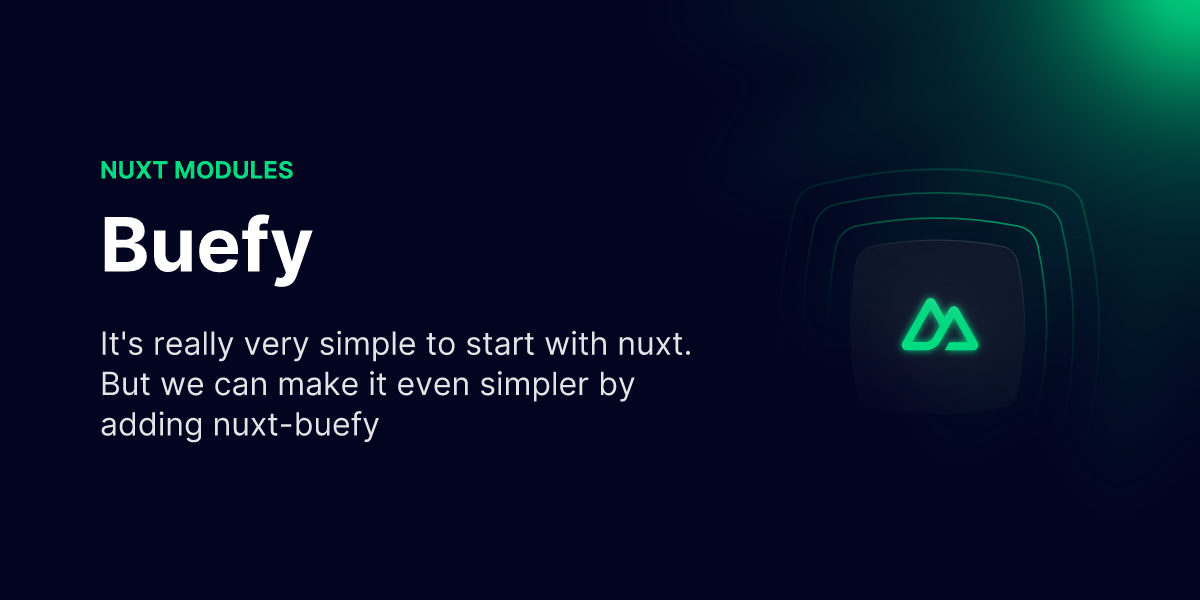 NUXT MODULES
Buefy
It's really very simple to start with nuxt.
But we can make it even simpler by
adding nuxt-buefy